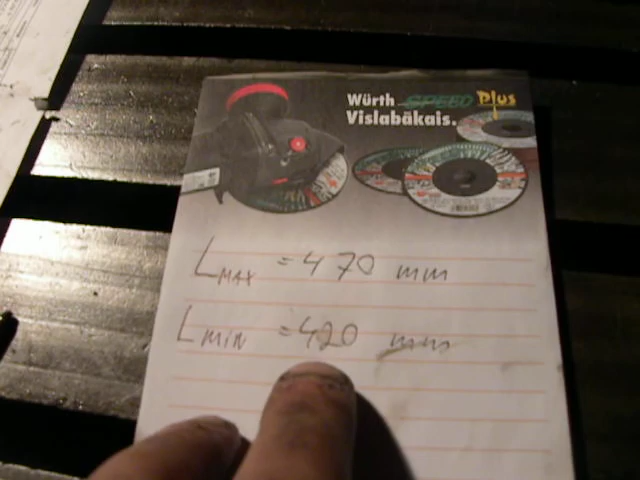 Würth SPEED Plus
Vislabākais.
LMAX = 470 mm
LMIN = 420 mm